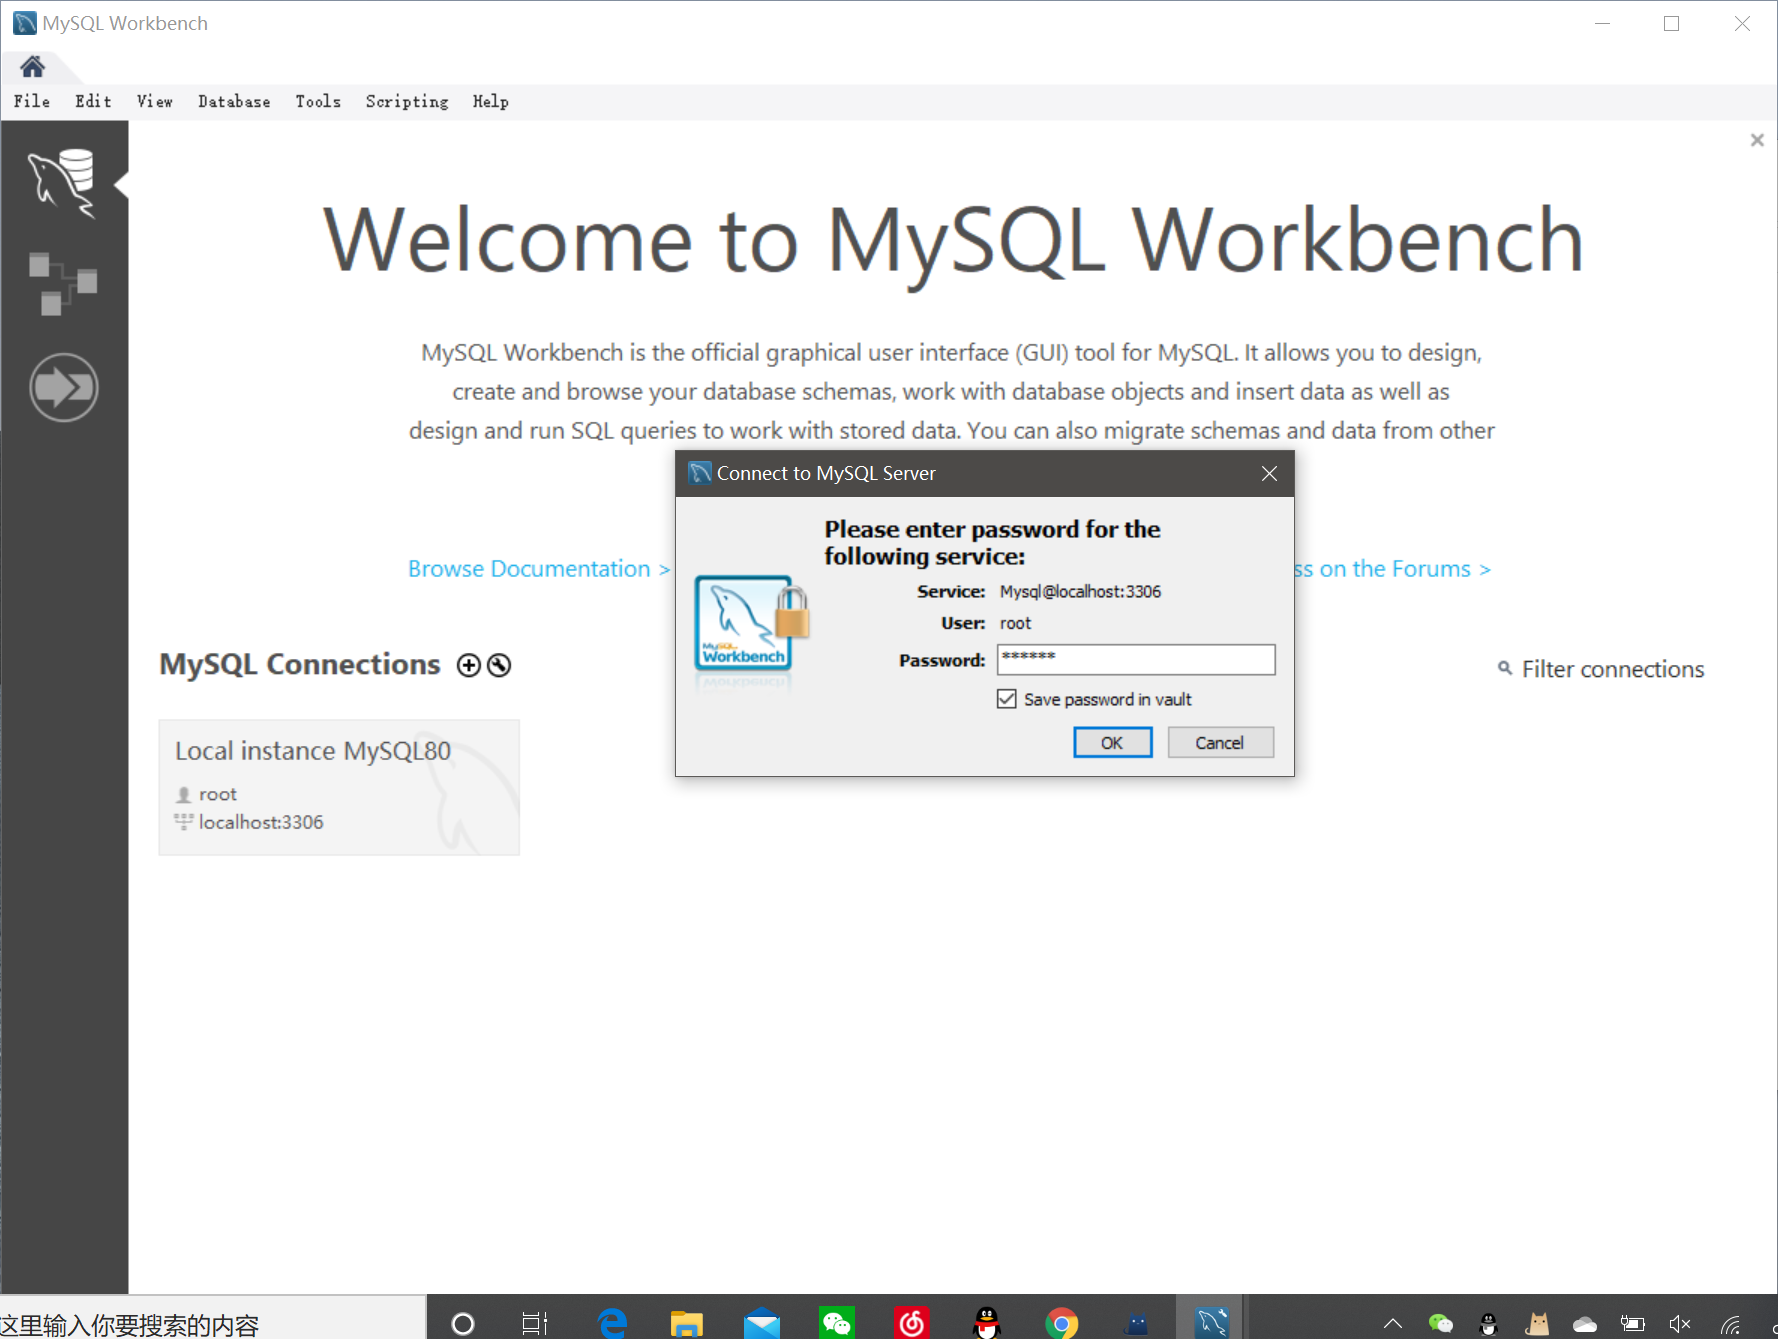 MySQL Workbench
File Edit View Database Tools Scripting Help
Welcome to MySQL Workbench
MySQL Workbench is the official graphical user interface (GUI) tool for MySQL. It allows you to design,
create and browse your database schemas, work with database objects and insert data as well as
design and run SQL queries to work with stored data. You can also migrate schemas and data from other
Connect to MySQL Server
Please enter password for the
following service:
Service: Mysql@localhost:3306
User: root
Password: ******
Save password in vault
OK Cancel
MySQL
Workbench
Browse Documentation >
ss on the Forums >
MySQL Connections
Filter connections
Local instance MySQL80
root
localhost:3306
这里输入你要搜索的内容